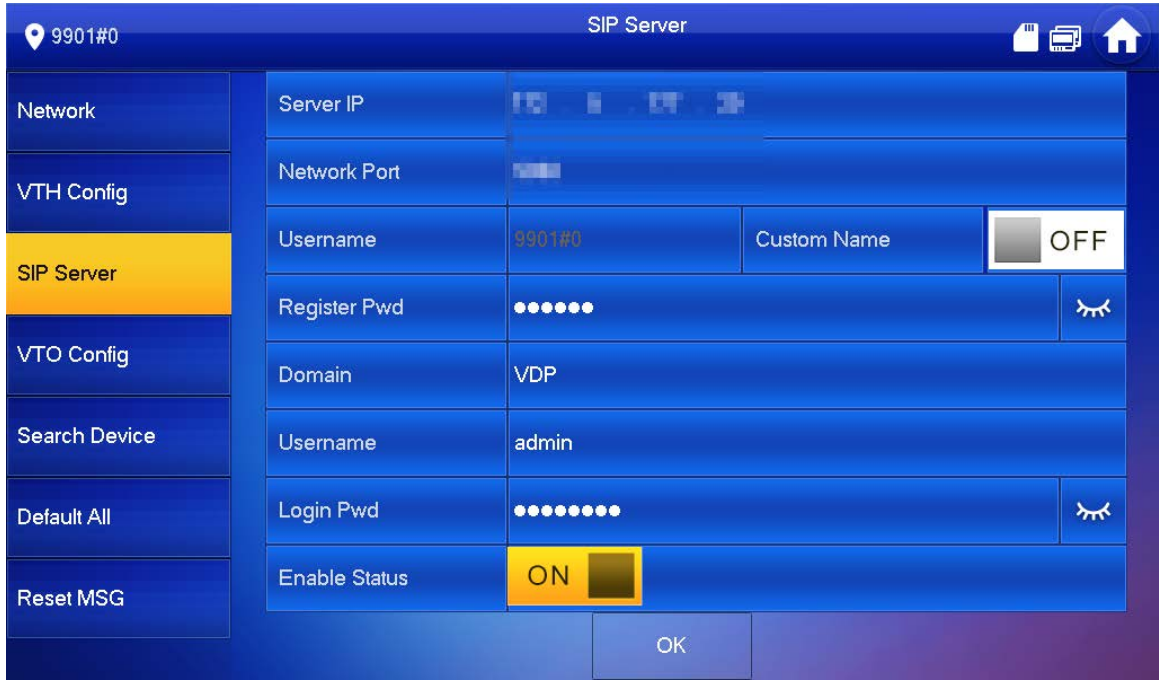 9901#0
SIP Server
Network
VTH Config
SIP Server
VTO Config
Search Device
Default All
Reset MSG
Server IP
Network Port
Username 9901#0 Custom Name OFF
Register Pwd ●●●●●●
Domain VDP
Username admin
Login Pwd ●●●●●●●●
Enable Status ON
OK